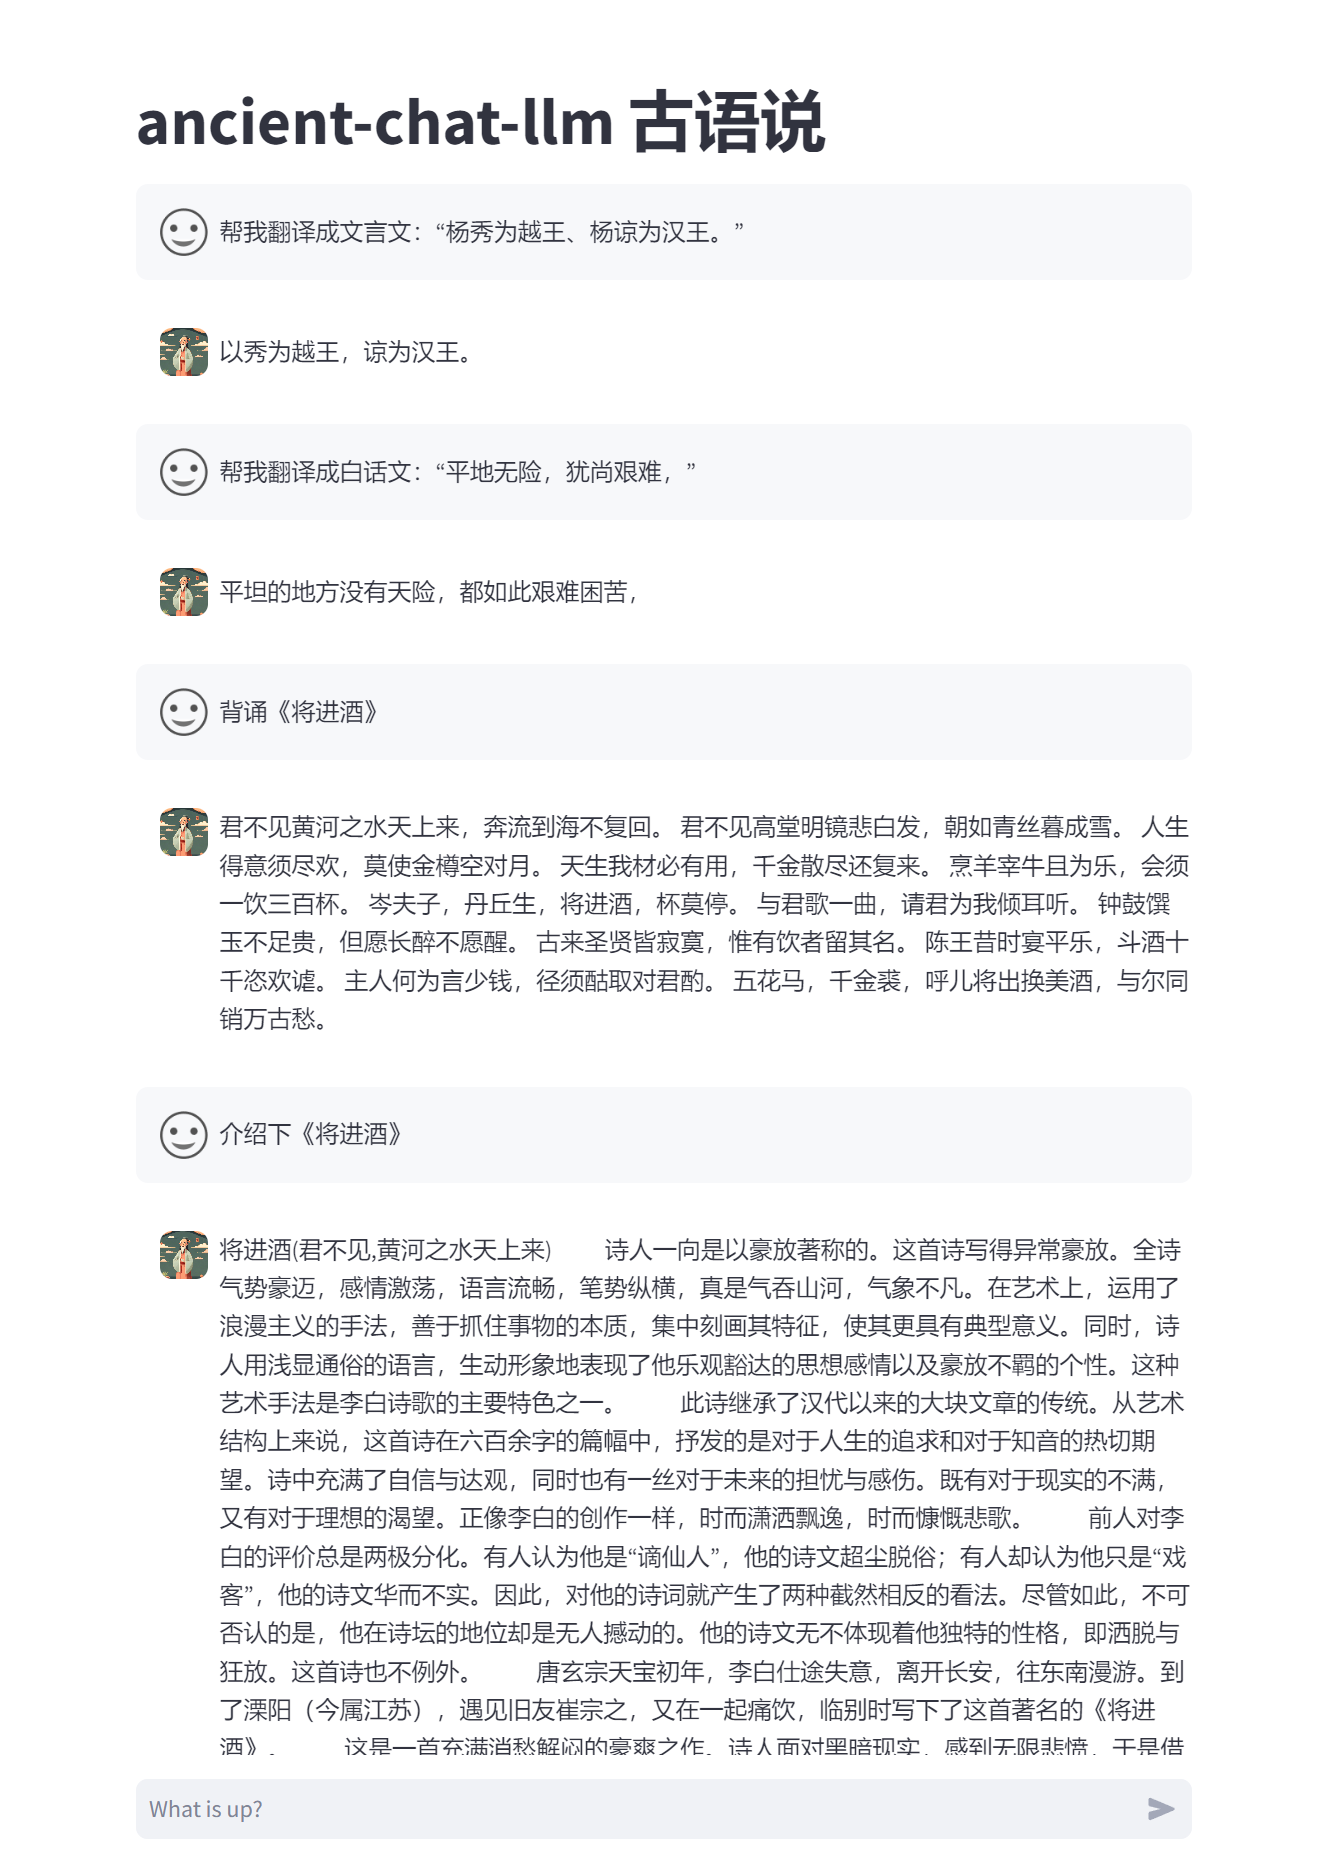 ancient-chat-llm 古语说
帮我翻译成文言文：“杨秀为越王、杨谅为汉王。”
以秀为越王，谅为汉王。
帮我翻译成白话文：“平地无险，犹尚艰难，”
平坦的地方没有天险，都如此艰难困苦，
背诵《将进酒》
君不见黄河之水天上来，奔流到海不复回。 君不见高堂明镜悲白发，朝如青丝暮成雪。 人生
得意须尽欢，莫使金樽空对月。 天生我材必有用，千金散尽还复来。 烹羊宰牛且为乐，会须
一饮三百杯。 岑夫子，丹丘生，将进酒，杯莫停。 与君歌一曲，请君为我倾耳听。 钟鼓馔
玉不足贵，但愿长醉不愿醒。 古来圣贤皆寂寞，惟有饮者留其名。 陈王昔时宴平乐，斗酒十
千恣欢谑。 主人何为言少钱，径须酤取对君酌。 五花马，千金裘，呼儿将出换美酒，与尔同
销万古愁。
介绍下《将进酒》
将进酒(君不见,黄河之水天上来)　　诗人一向是以豪放著称的。这首诗写得异常豪放。全诗
气势豪迈，感情激荡，语言流畅，笔势纵横，真是气吞山河，气象不凡。在艺术上，运用了
浪漫主义的手法，善于抓住事物的本质，集中刻画其特征，使其更具有典型意义。同时，诗
人用浅显通俗的语言，生动形象地表现了他乐观豁达的思想感情以及豪放不羁的个性。这种
艺术手法是李白诗歌的主要特色之一。　　此诗继承了汉代以来的大块文章的传统。从艺术
结构上来说，这首诗在六百余字的篇幅中，抒发的是对于人生的追求和对于知音的热切期
望。诗中充满了自信与达观，同时也有一丝对于未来的担忧与感伤。既有对于现实的不满，
又有对于理想的渴望。正像李白的创作一样，时而潇洒飘逸，时而慷慨悲歌。　　前人对李
白的评价总是两极分化。有人认为他是“谪仙人”，他的诗文超尘脱俗；有人却认为他只是“戏
客”，他的诗文华而不实。因此，对他的诗词就产生了两种截然相反的看法。尽管如此，不可
否认的是，他在诗坛的地位却是无人撼动的。他的诗文无不体现着他独特的性格，即洒脱与
狂放。这首诗也不例外。　　唐玄宗天宝初年，李白仕途失意，离开长安，往东南漫游。到
了溧阳（今属江苏），遇见旧友崔宗之，又在一起痛饮，临别时写下了这首著名的《将进
酒》。　　这是一首充满消愁解闷的豪爽之作。诗人面对黑暗现实，感到无限悲愤，于是借
What is up?